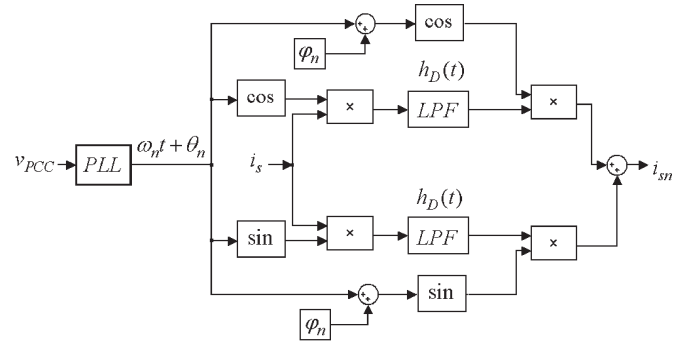 cos
φn
hD(t)
cos
×
LPF
×
ωnt + θn
vPCC
PLL
is
isn
hD(t)
sin
×
LPF
×
sin
φn